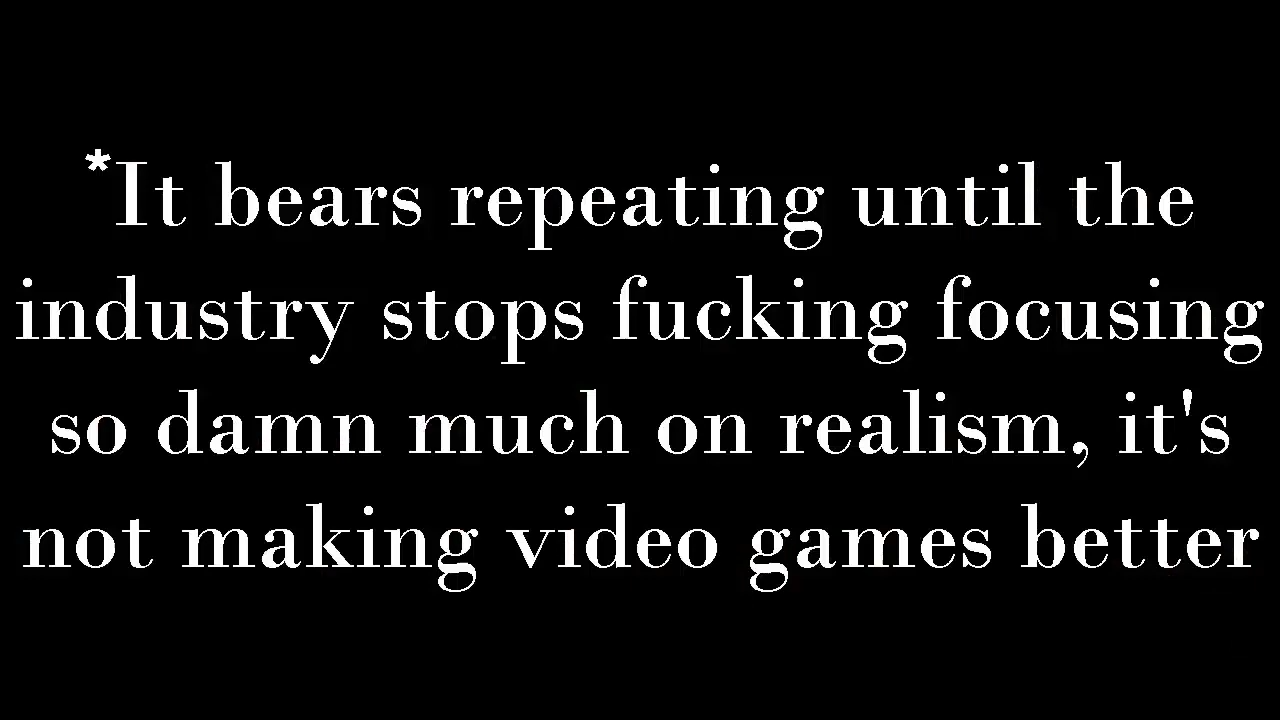 *It bears repeating until the
industry stops fucking focusing
so damn much on realism, it's
not making video games better